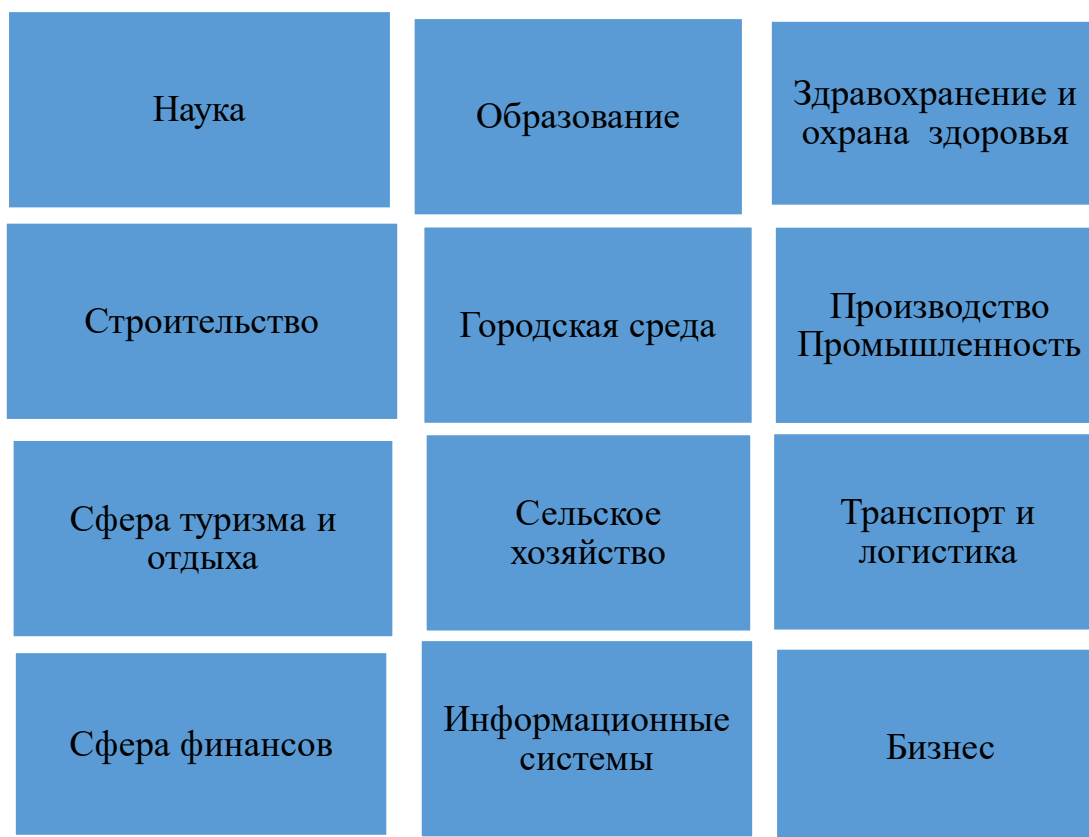 Наука
Образование
Здравохранение и
охрана здоровья
Строительство
Городская среда
Производство
Промышленность
Сфера туризма и
отдыха
Сельское
хозяйство
Транспорт и
логистика
Сфера финансов
Информационные
системы
Бизнес